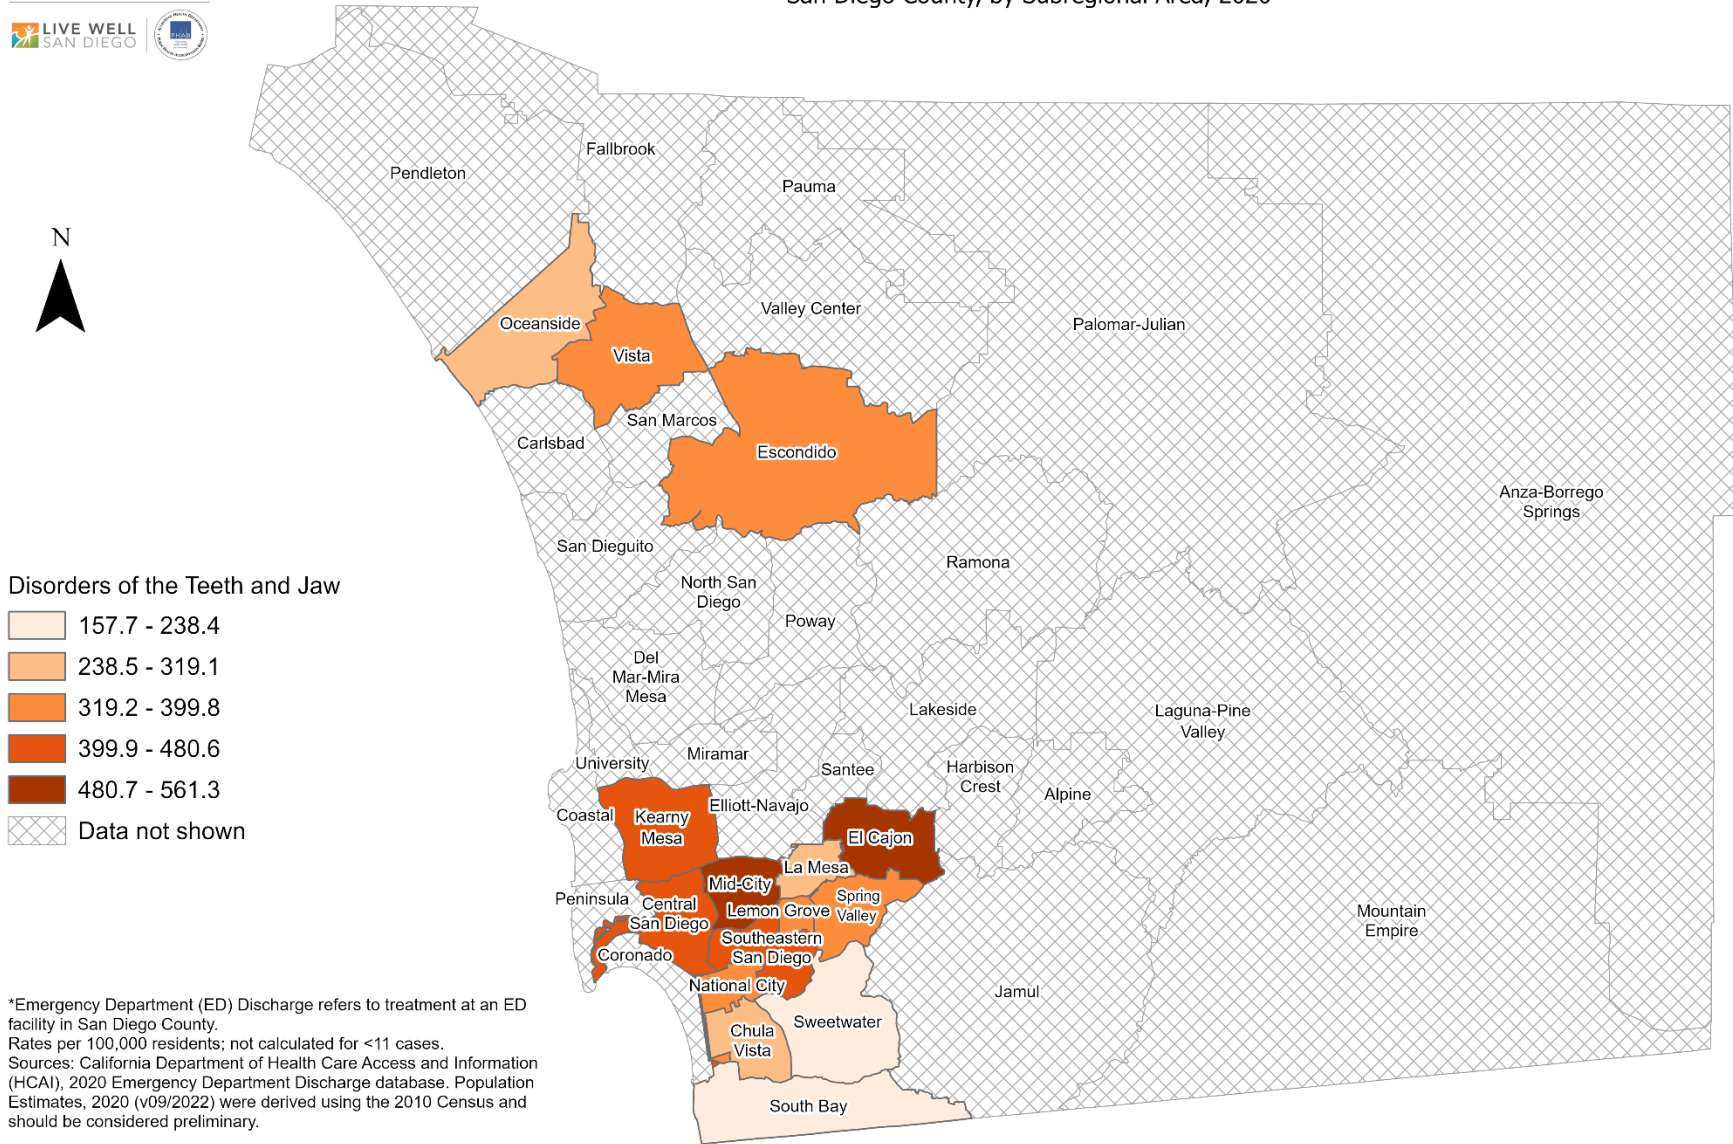 San Diego County, by Subregional Area, 2020
LIVE WELL
SAN DIEGO
PHAB
N
Pendleton
Fallbrook
Pauma
Oceanside
Vista
Valley Center
Palomar-Julian
San Marcos
Carlsbad
Escondido
Anza-Borrego
Springs
San Dieguito
North San
Diego
Ramona
Poway
Del
Mar-Mira
Mesa
Lakeside
Laguna-Pine
Valley
Miramar
University
Santee
Harbison
Crest
Alpine
Coastal
Kearny
Mesa
Elliott-Navajo
El Cajon
La Mesa
Mid-City
Peninsula
Central
San Diego
Lemon Grove
Spring
Valley
Mountain
Empire
Southeastern
San Diego
Coronado
National City
Jamul
Sweetwater
Chula
Vista
South Bay
Disorders of the Teeth and Jaw
157.7 - 238.4
238.5 - 319.1
319.2 - 399.8
399.9 - 480.6
480.7 - 561.3
Data not shown
*Emergency Department (ED) Discharge refers to treatment at an ED
facility in San Diego County.
Rates per 100,000 residents; not calculated for <11 cases.
Sources: California Department of Health Care Access and Information
(HCAI), 2020 Emergency Department Discharge database. Population
Estimates, 2020 (v09/2022) were derived using the 2010 Census and
should be considered preliminary.